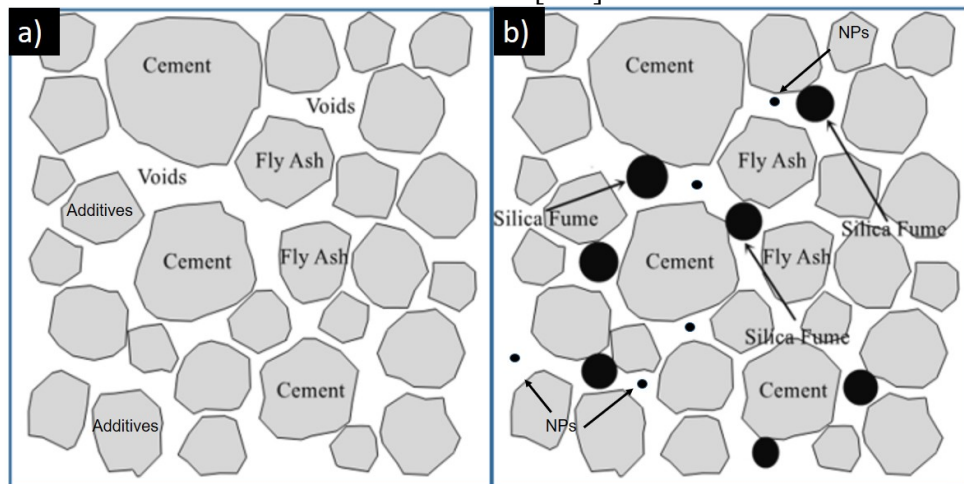 a)
Cement
Voids
Fly Ash
Voids
Additives
Cement
Fly Ash
Cement
Additives
b)
NPs
Cement
Fly Ash
Silica Fume
Silica Fume
Cement
Fly Ash
Silica Fume
Cement
NPs